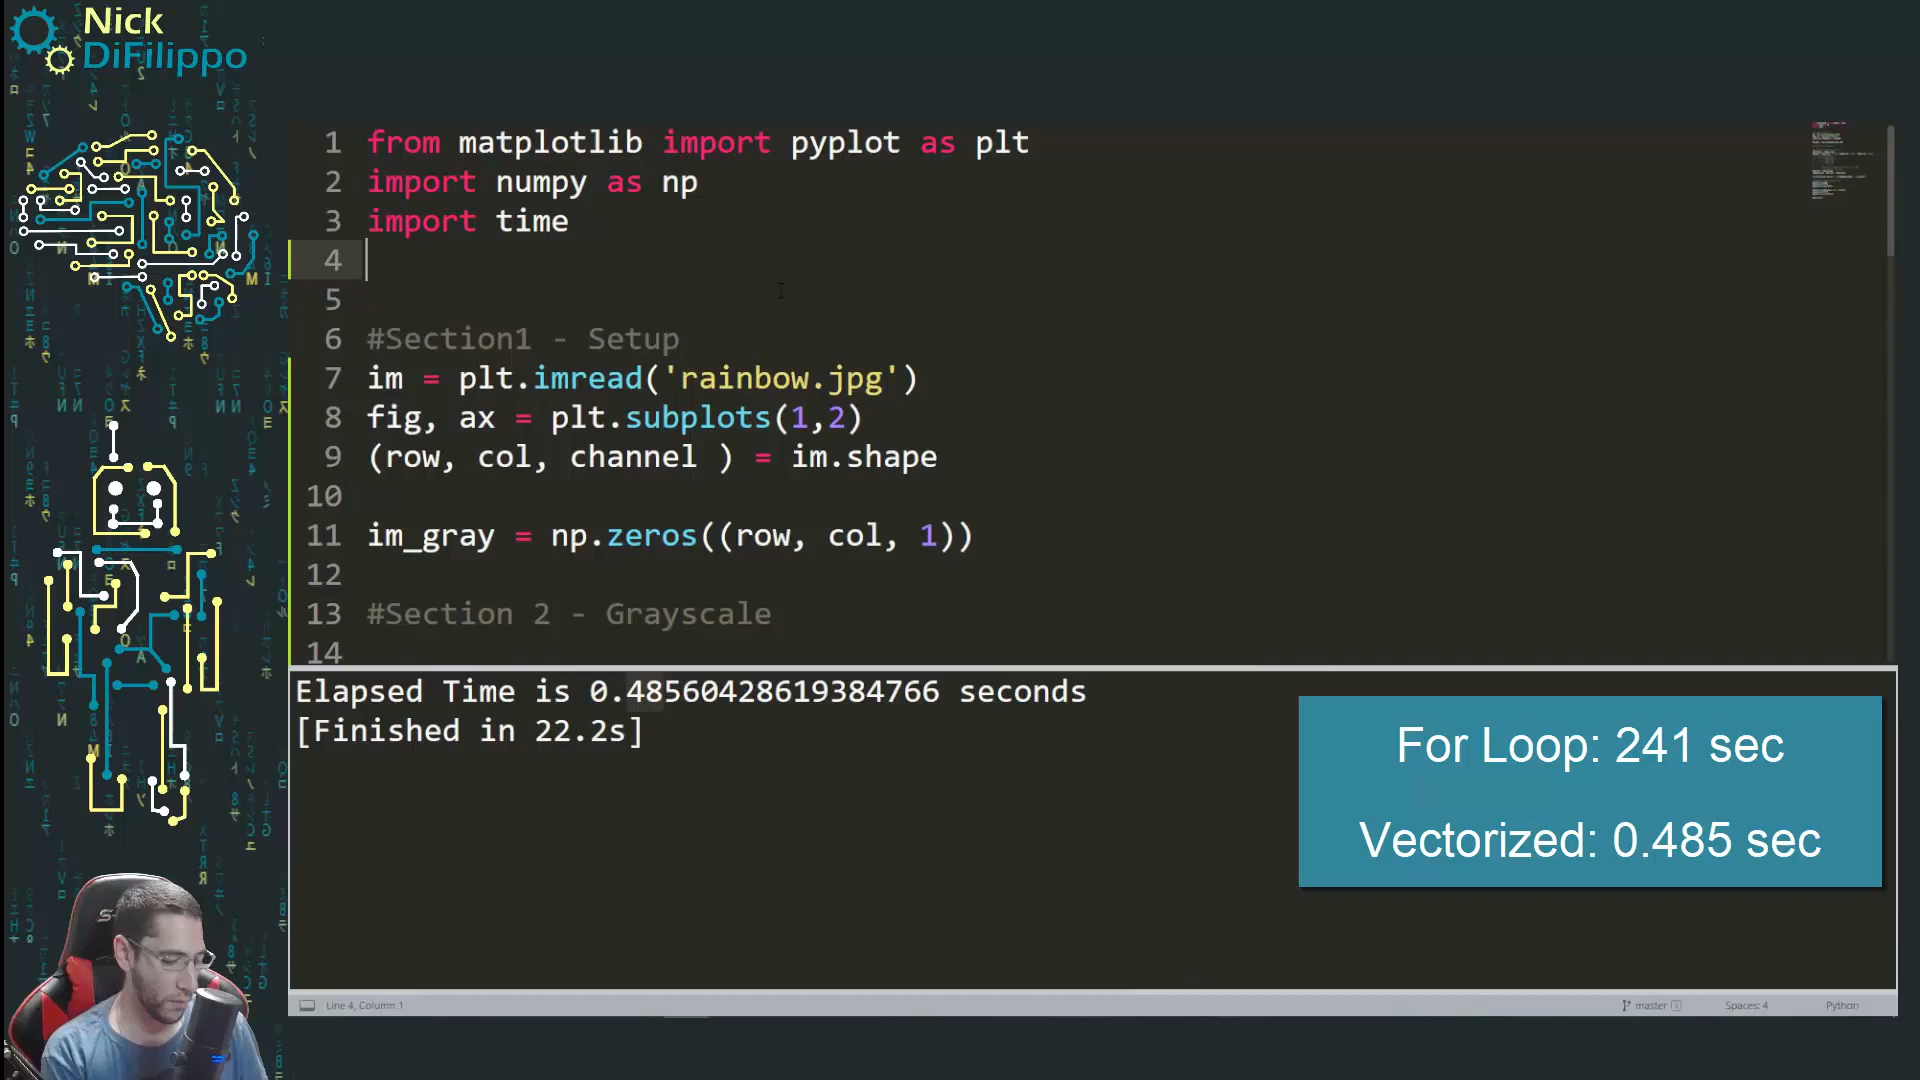 Nick
DiFilippo
1 from matplotlib import pyplot as plt
2 import numpy as np
3 import time
4
5
6 #Section1 - Setup
7 im = plt.imread('rainbow.jpg')
8 fig, ax = plt.subplots(1,2)
9 (row, col, channel ) = im.shape
10
11 im_gray = np.zeros((row, col, 1))
12
13 #Section 2 - Grayscale
14
Elapsed Time is 0.48560428619384766 seconds
[Finished in 22.2s]
For Loop: 241 sec
Vectorized: 0.485 sec
Line 4, Column 1
master 3
Spaces: 4
Python